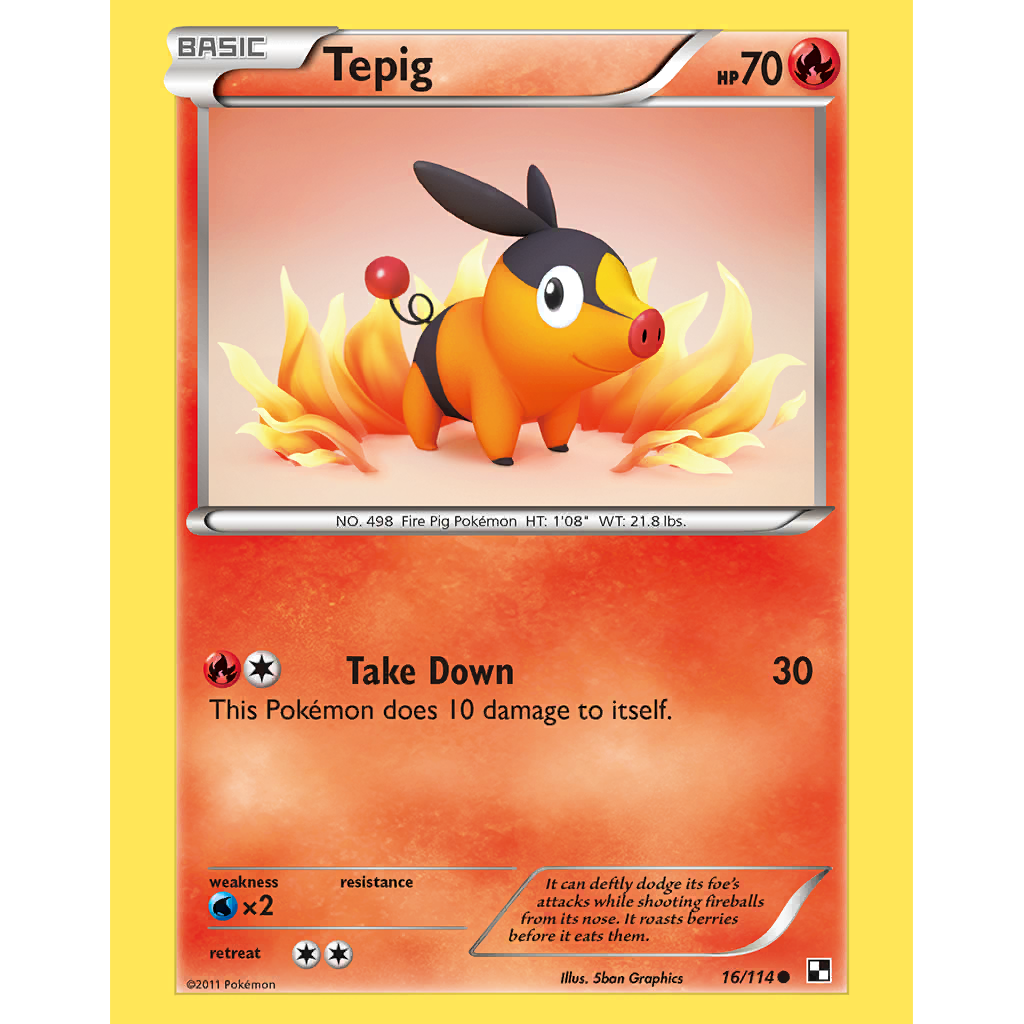 BASIC Tepig HP 70
NO. 498 Fire Pig Pokémon HT: 1'08" WT: 21.8 lbs.
Take Down 30
This Pokémon does 10 damage to itself.
weakness resistance
×2
retreat
It can deftly dodge its foe's
attacks while shooting fireballs
from its nose. It roasts berries
before it eats them.
Illus. 5ban Graphics 16/114
©2011 Pokémon